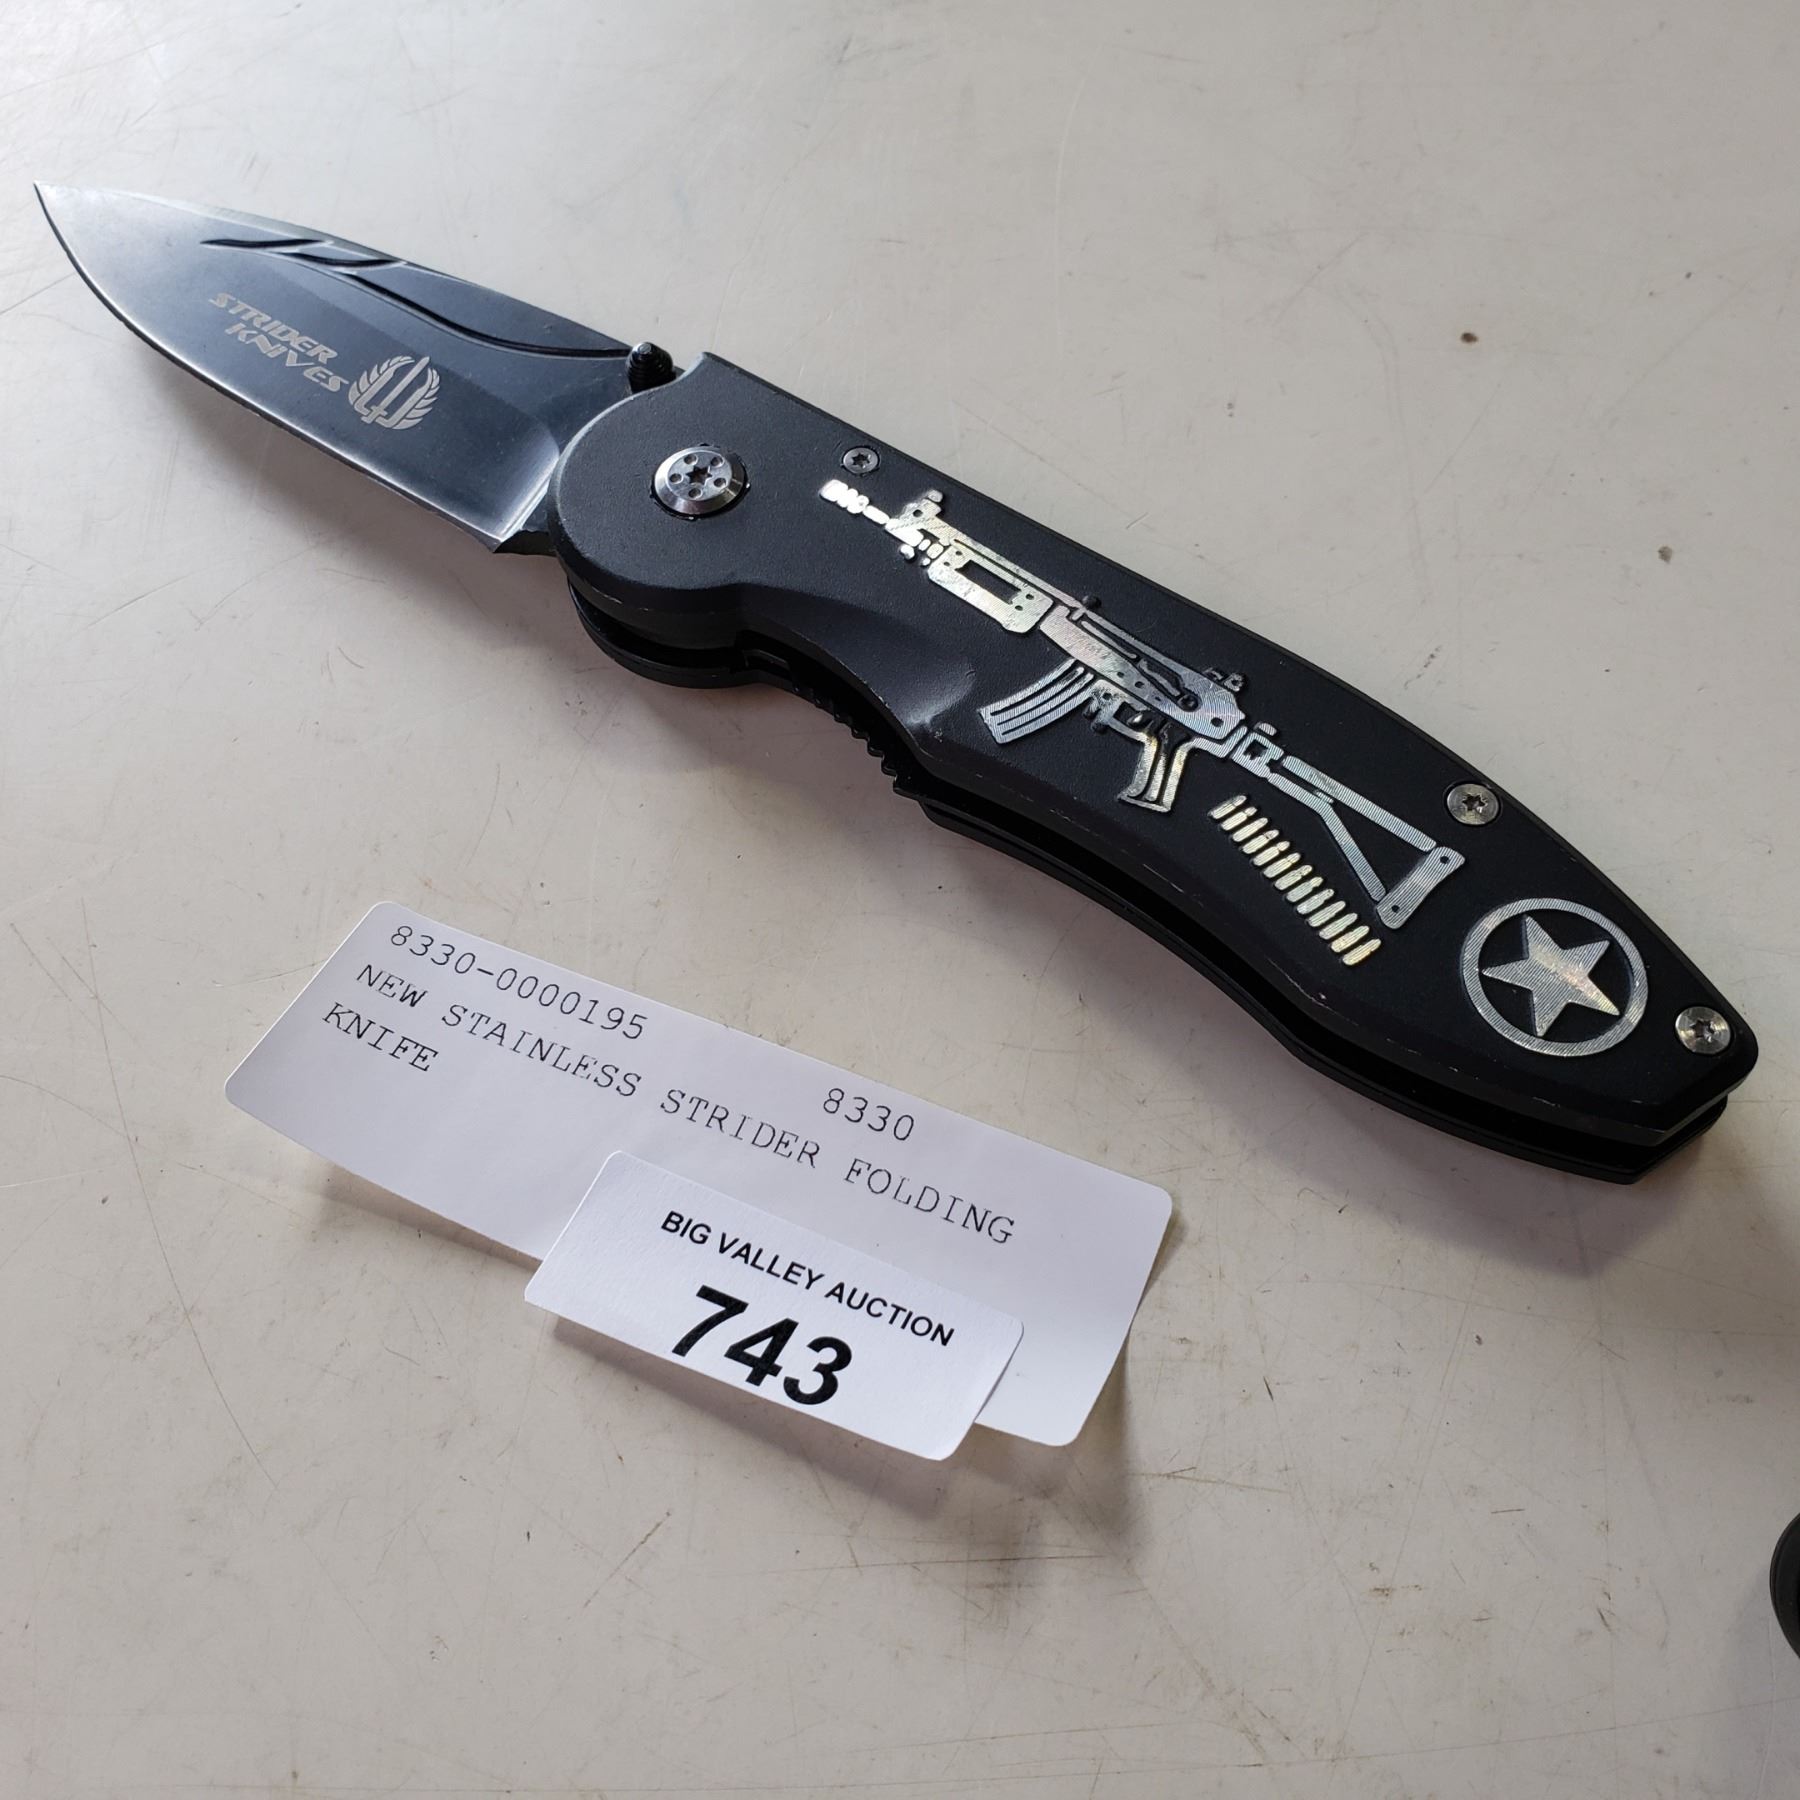 STRIDER
KNIVES
8330-0000195
8330
NEW STAINLESS STRIDER FOLDING
KNIFE
BIG VALLEY AUCTION
743